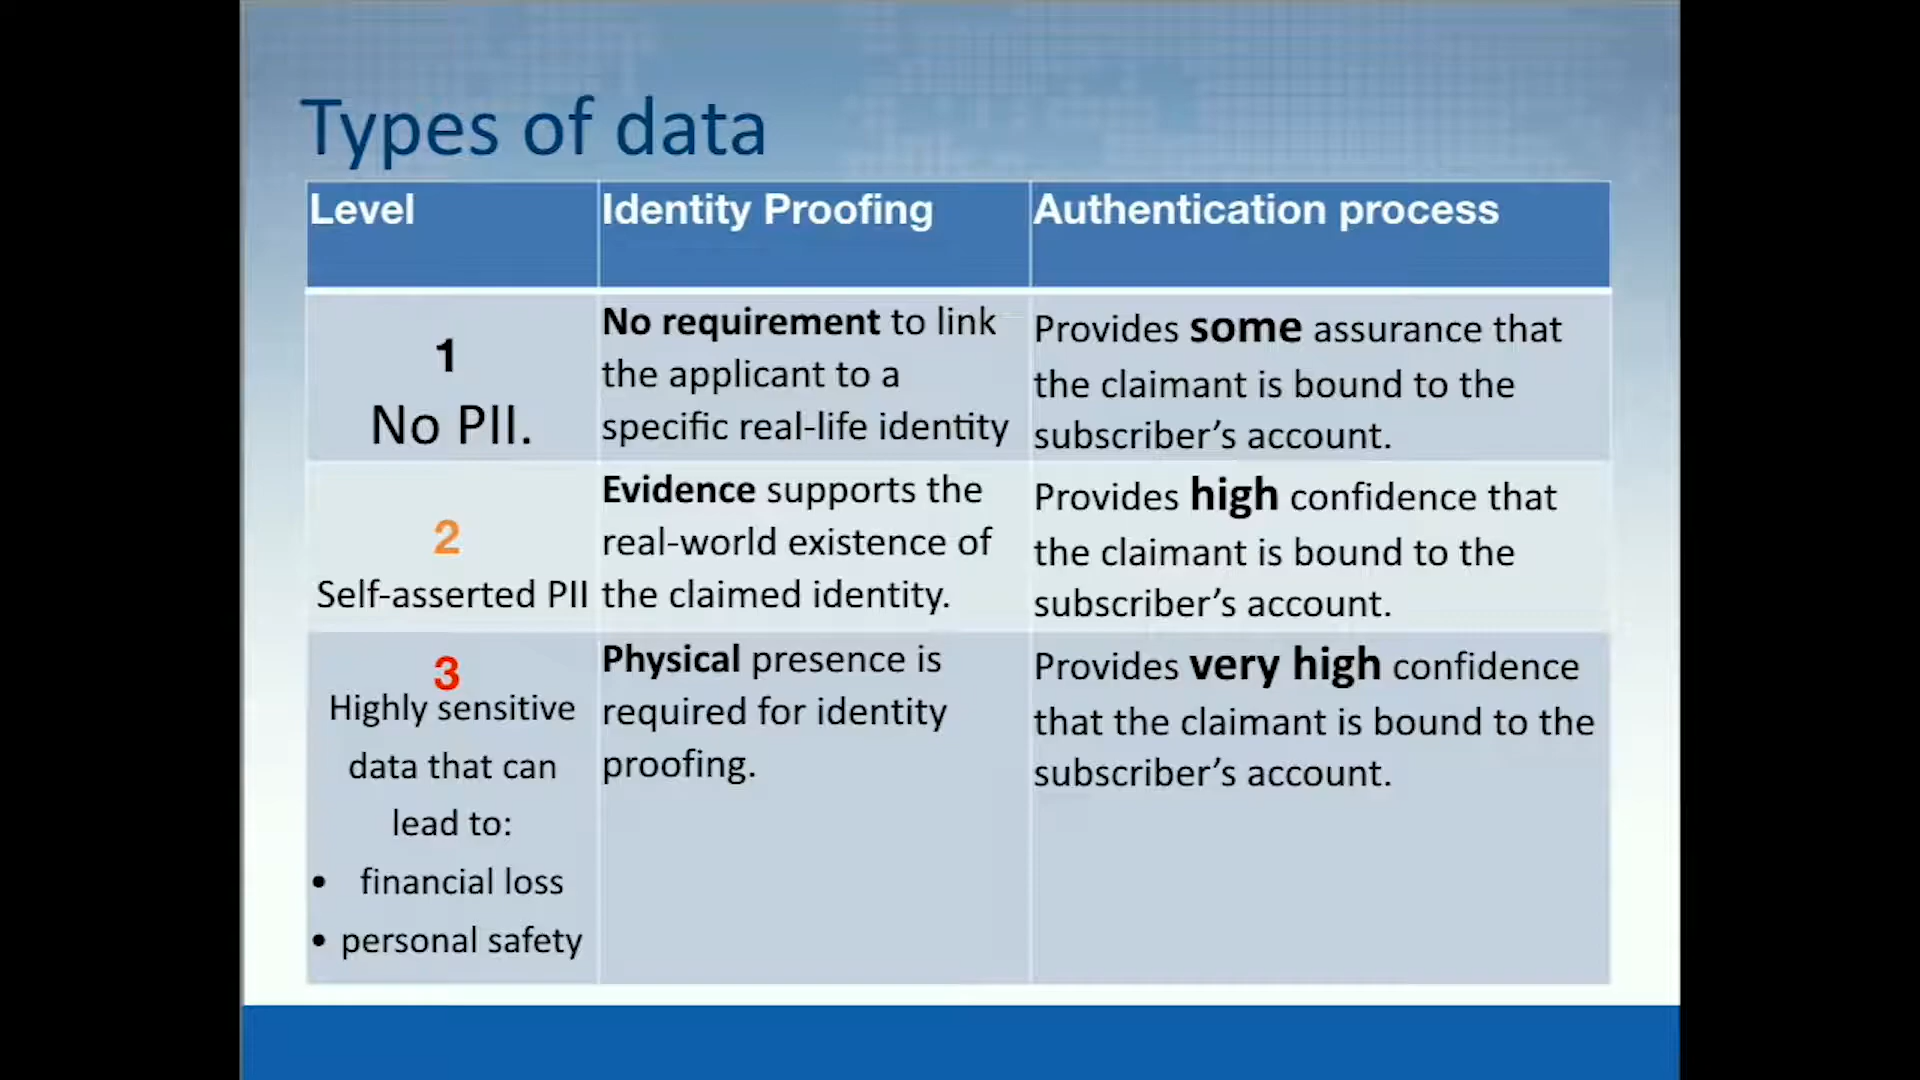 Types of data
Level
Identity Proofing
Authentication process
1
No PII.
No requirement to link
the applicant to a
specific real-life identity
Provides some assurance that
the claimant is bound to the
subscriber’s account.
2
Self-asserted PII
Evidence supports the
real-world existence of
the claimed identity.
Provides high confidence that
the claimant is bound to the
subscriber’s account.
3
Highly sensitive
data that can
lead to:
• financial loss
• personal safety
Physical presence is
required for identity
proofing.
Provides very high confidence
that the claimant is bound to the
subscriber’s account.